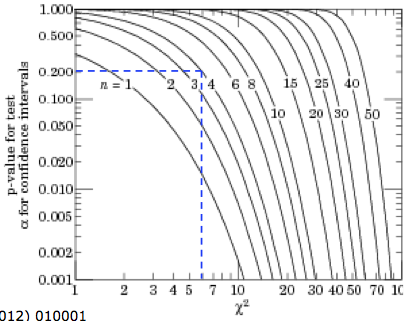 1.000
0.500
0.200
0.100
0.050
0.020
0.010
0.005
0.002
0.001
p-value for test
α for confidence intervals
n = 1 2 3 4 6 8 15 25 40
10 20 30 50
1 2 3 4 5 7 10 20 30 40 50 70 10
χ²
012) 010001